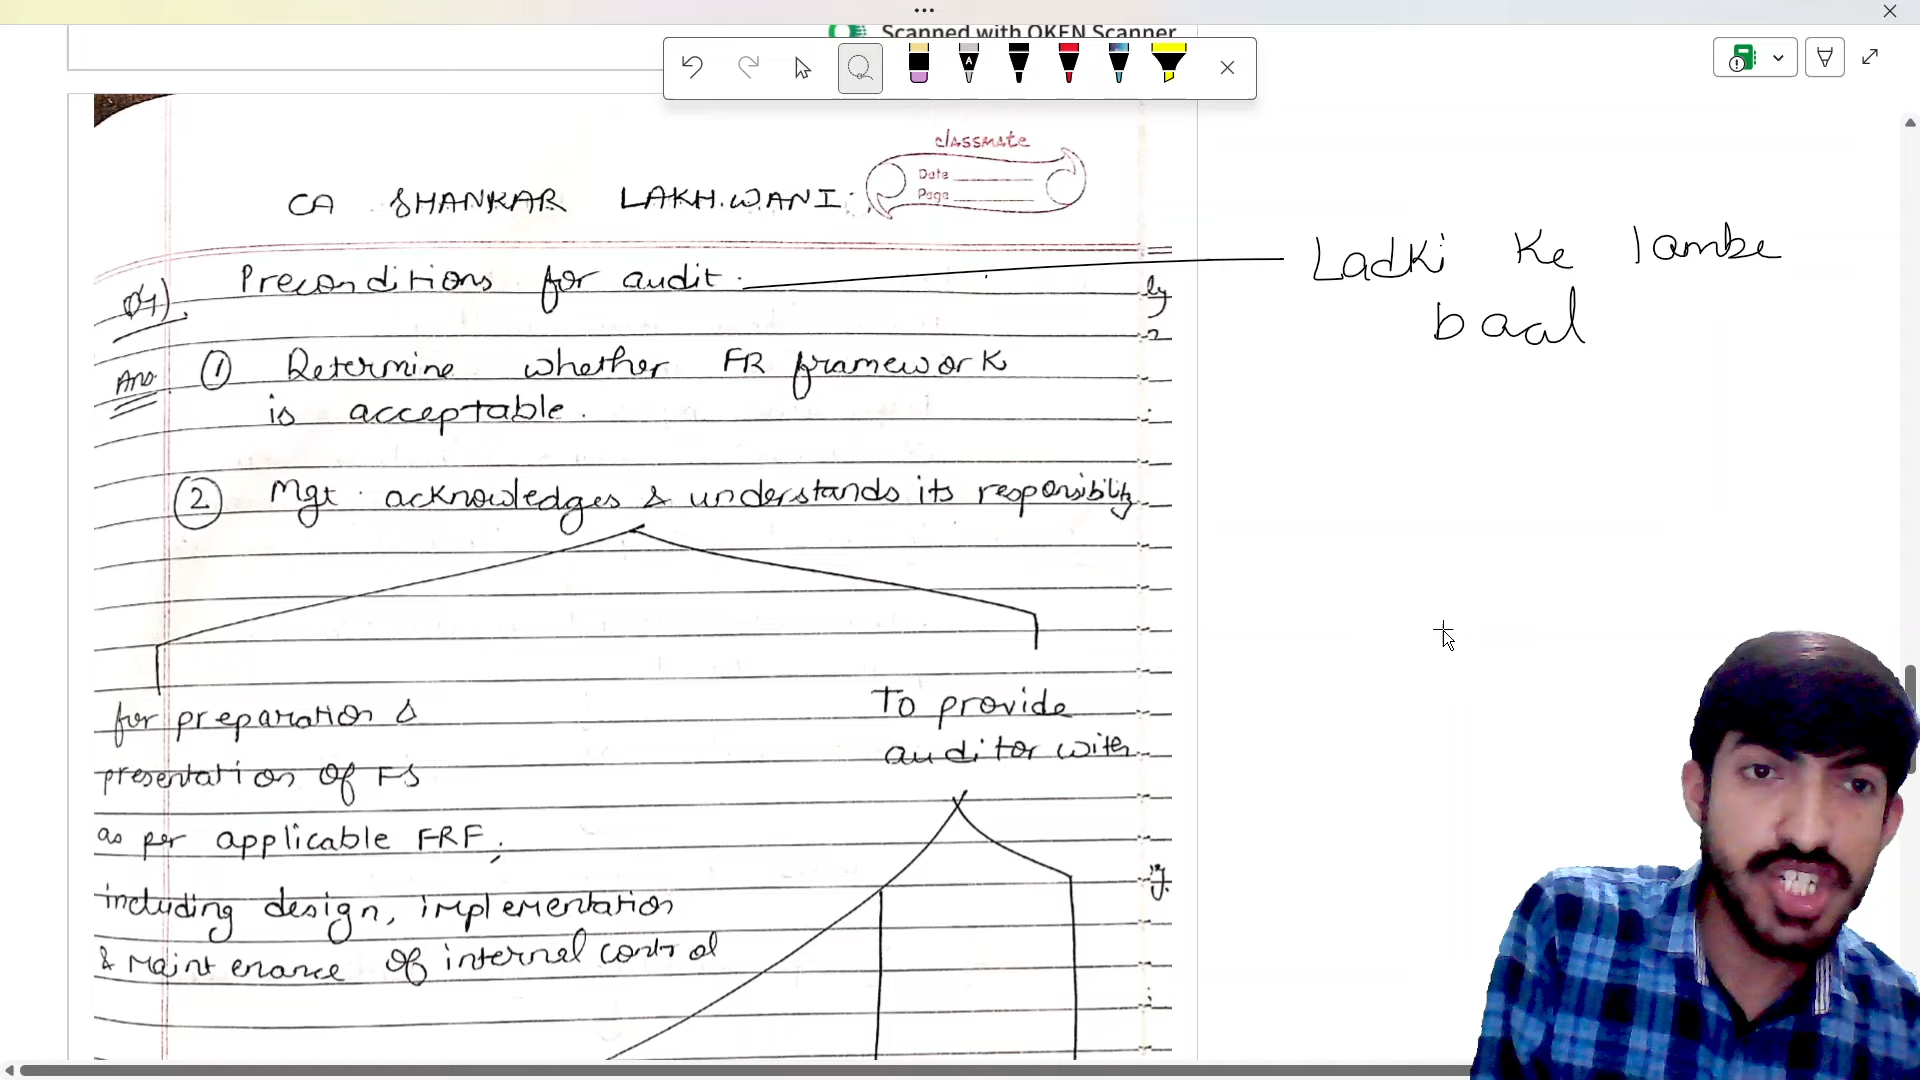 Scanned with OKEN Scanner
classmate
Date
Page
CA SHANKAR LAKHWANI
Q4)
Preconditions for audit
Ladki Ke lambe
baal
Ans
① Determine whether FR framework
is acceptable.
② Mgt. acknowledges & understands its responsibility
for preparation &
presentation of FS
as per applicable FRF,
including design, implementation
& maintenance of internal control
To provide
auditor with